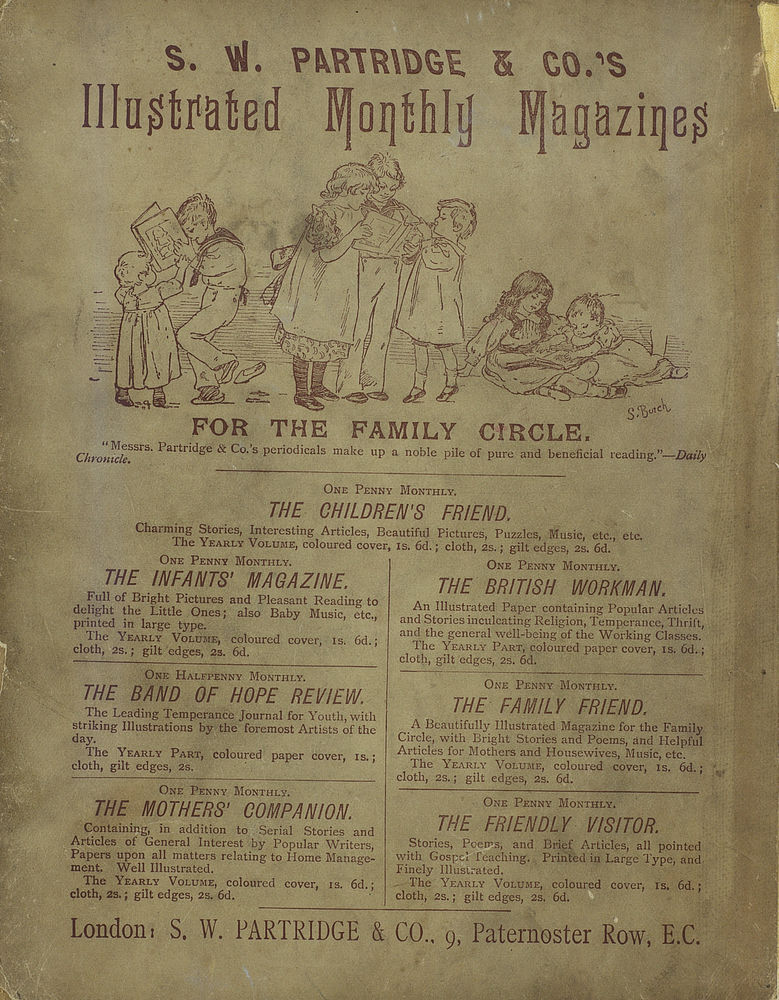 S. W. PARTRIDGE & CO.'S
Illustrated Monthly Magazines
S. Burch
FOR THE FAMILY CIRCLE.
"Messrs. Partridge & Co.'s periodicals make up a noble pile of pure and beneficial reading."—Daily
Chronicle.
ONE PENNY MONTHLY.
THE CHILDREN'S FRIEND.
Charming Stories, Interesting Articles, Beautiful Pictures, Puzzles, Music, etc., etc.
The YEARLY VOLUME, coloured cover, 1s. 6d.; cloth, 2s.; gilt edges, 2s. 6d.
ONE PENNY MONTHLY.
THE INFANTS' MAGAZINE.
Full of Bright Pictures and Pleasant Reading to
delight the Little Ones; also Baby Music, etc.,
printed in large type.
The YEARLY VOLUME, coloured cover, 1s. 6d.;
cloth, 2s.; gilt edges, 2s. 6d.
ONE HALFPENNY MONTHLY.
THE BAND OF HOPE REVIEW.
The Leading Temperance Journal for Youth, with
striking Illustrations by the foremost Artists of the
day.
The YEARLY PART, coloured paper cover, 1s.;
cloth, gilt edges, 2s.
ONE PENNY MONTHLY.
THE MOTHERS' COMPANION.
Containing, in addition to Serial Stories and
Articles of General Interest by Popular Writers,
Papers upon all matters relating to Home Manage-
ment. Well Illustrated.
The YEARLY VOLUME, coloured cover, 1s. 6d.;
cloth, 2s.; gilt edges, 2s. 6d.
ONE PENNY MONTHLY.
THE BRITISH WORKMAN.
An Illustrated Paper containing Popular Articles
and Stories inculcating Religion, Temperance, Thrift,
and the general well-being of the Working Classes.
The YEARLY PART, coloured paper cover, 1s. 6d.;
cloth, gilt edges, 2s. 6d.
ONE PENNY MONTHLY.
THE FAMILY FRIEND.
A Beautifully Illustrated Magazine for the Family
Circle, with Bright Stories and Poems, and Helpful
Articles for Mothers and Housewives, Music, etc.
The YEARLY VOLUME, coloured cover, 1s. 6d.;
cloth, 2s.; gilt edges, 2s. 6d.
ONE PENNY MONTHLY.
THE FRIENDLY VISITOR.
Stories, Poems, and Brief Articles, all pointed
with Gospel Teaching. Printed in Large Type, and
Finely Illustrated.
The YEARLY VOLUME, coloured cover, 1s. 6d.;
cloth, 2s.; gilt edges, 2s. 6d.
London: S. W. PARTRIDGE & CO., 9, Paternoster Row, E.C.